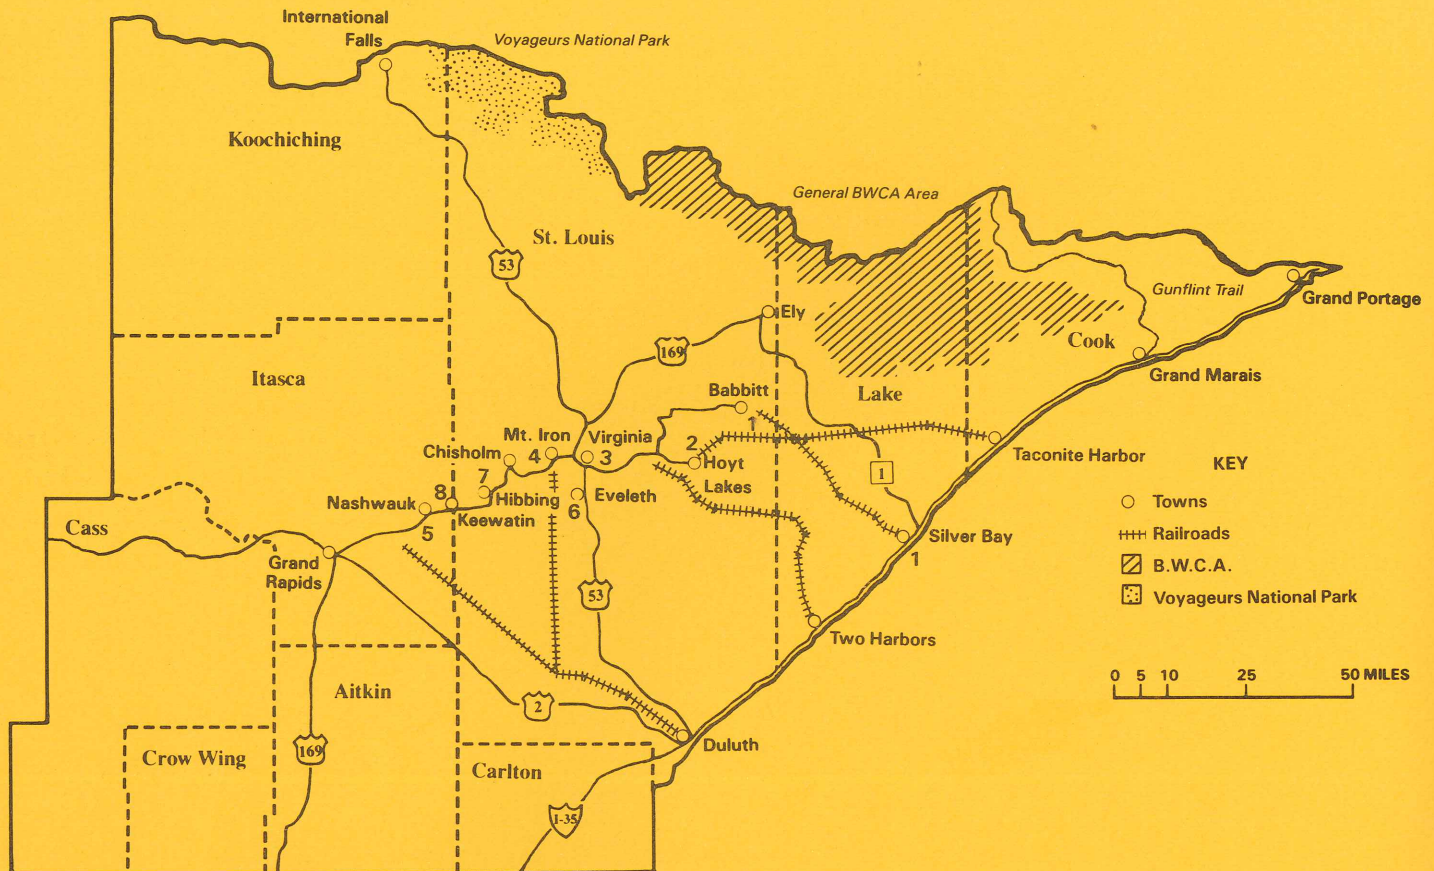 International
Falls
Voyageurs National Park
Koochiching
General BWCA Area
St. Louis
53
Gunflint Trail
Grand Portage
Ely
169
Cook
Itasca
Grand Marais
Babbitt
Lake
1
Mt. Iron
Virginia
2
Chisholm
4
3
Hoyt
Lakes
Taconite Harbor
KEY
7
1
8
Hibbing
Eveleth
Nashwauk
6
Keewatin
Towns
Cass
5
Silver Bay
Railroads
1
Grand
Rapids
B.W.C.A.
53
Voyageurs National Park
Two Harbors
0 5 10 25 50 MILES
Aitkin
2
169
Duluth
Crow Wing
Carlton
I-35